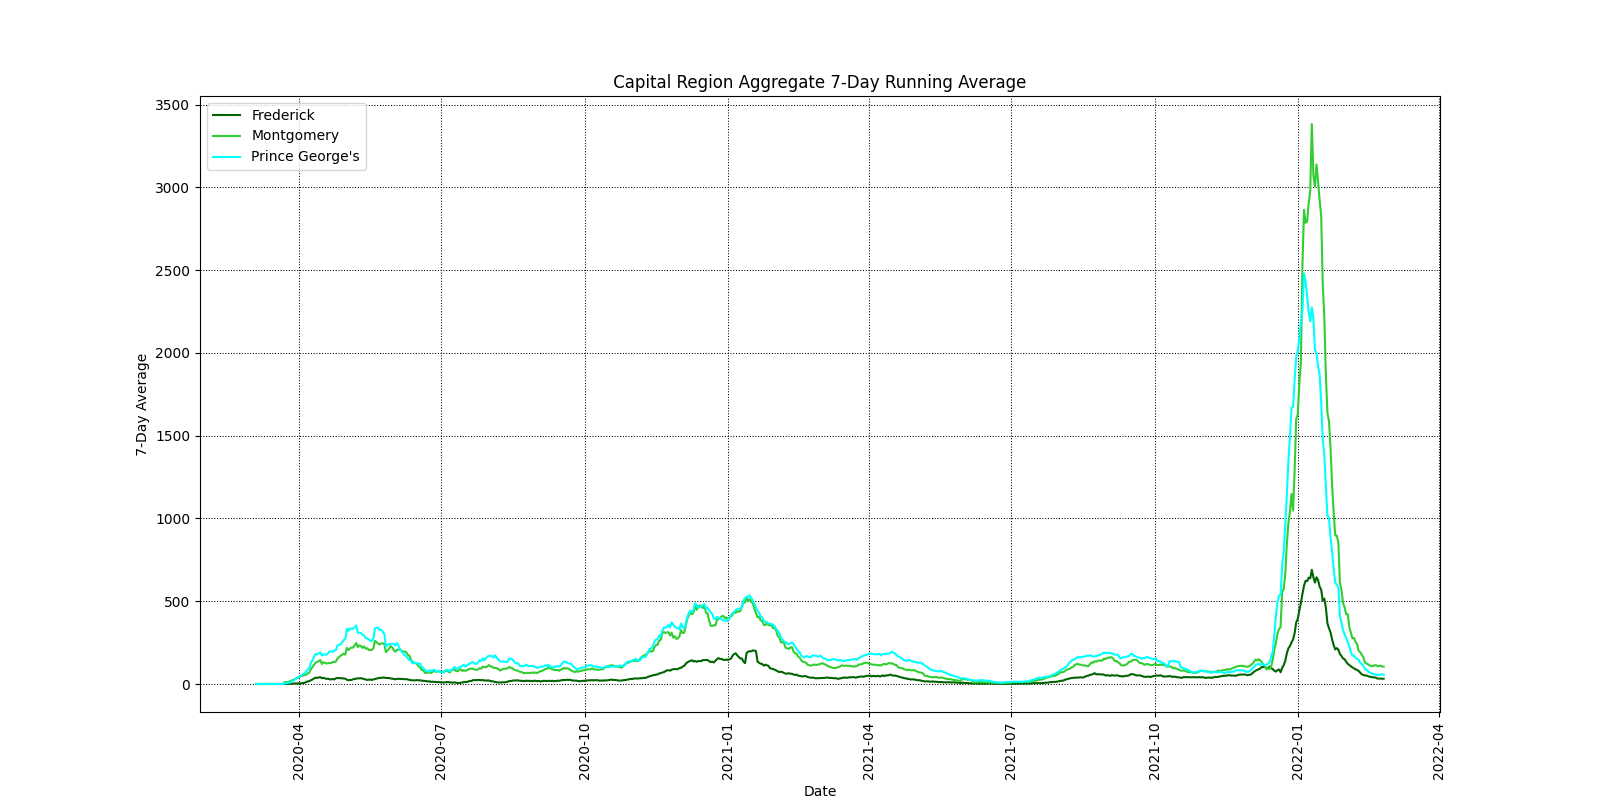 Capital Region Aggregate 7-Day Running Average
Frederick
Montgomery
Prince George's
3500
3000
2500
2000
1500
1000
500
0
7-Day Average
2020-04
2020-07
2020-10
2021-01
2021-04
2021-07
2021-10
2022-01
2022-04
Date